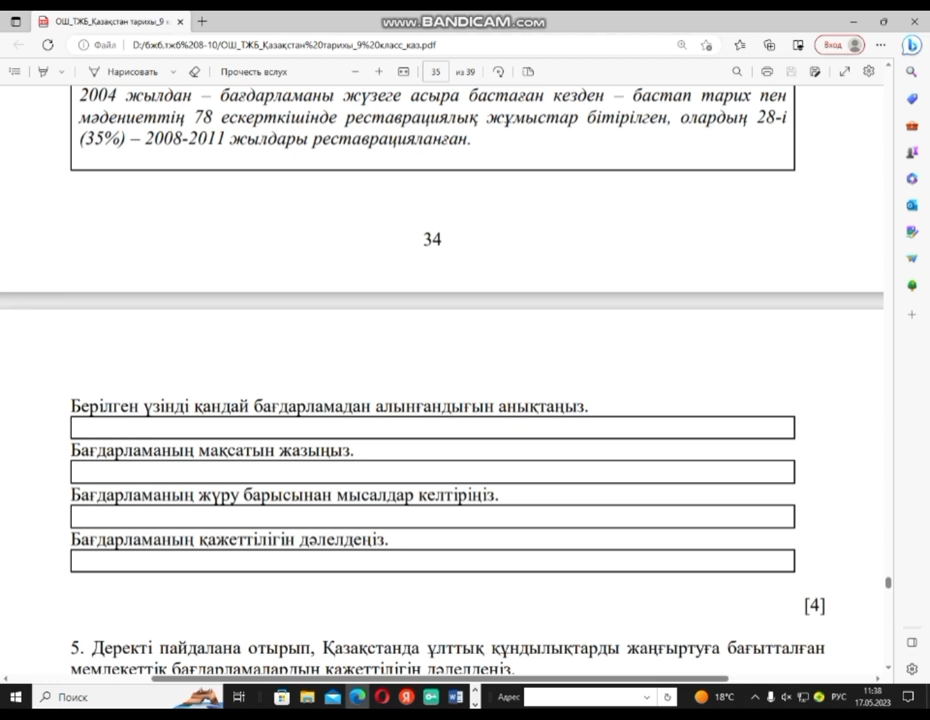 ОШ_ТЖБ_Қазақстан тарихы_9 к
www.BANDICAM.com
Файл
D:/бжб.тжб%208-10/ОШ_ТЖБ_Қазақстан%20тарихы_9%20класс_каз.pdf
Вход
Нарисовать
Прочесть вслух
35 из 39
2004 жылдан – бағдарламаны жүзеге асыра бастаған кезден – бастап тарих пен
мәдениеттің 78 ескерткішінде реставрациялық жұмыстар бітірілген, олардың 28-і
(35%) – 2008-2011 жылдары реставрацияланған.
34
Берілген үзінді қандай бағдарламадан алынғандығын анықтаңыз.
Бағдарламаның мақсатын жазыңыз.
Бағдарламаның жүру барысынан мысалдар келтіріңіз.
Бағдарламаның қажеттілігін дәлелдеңіз.
[4]
5. Деректі пайдалана отырып, Қазақстанда ұлттық құндылықтарды жаңғыртуға бағытталған
мемлекеттік бағдарламалардың қажеттілігін дәлелдеңіз.
Поиск
Адрес
18°C
РУС
11:38
17.05.2023